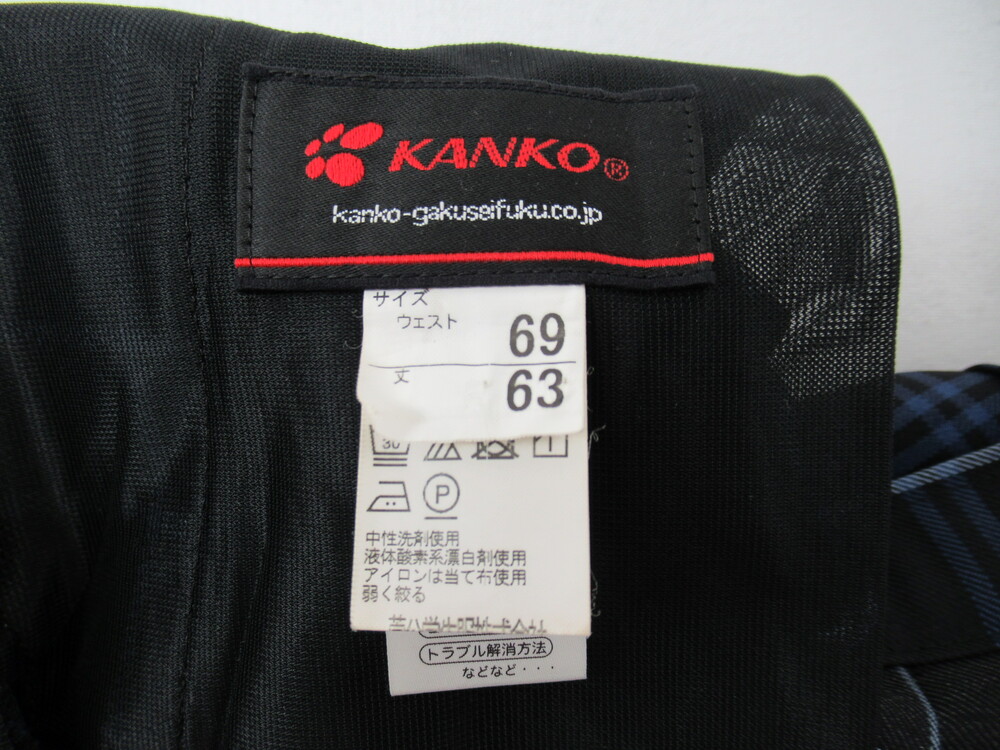 KANKO®
kanko-gakuseifuku.co.jp
サイズ
ウェスト
69
丈
63
30
P
中性洗剤使用
液体酸素系漂白剤使用
アイロンは当て布使用
弱く絞る
トラブル解消方法
などなど・・・